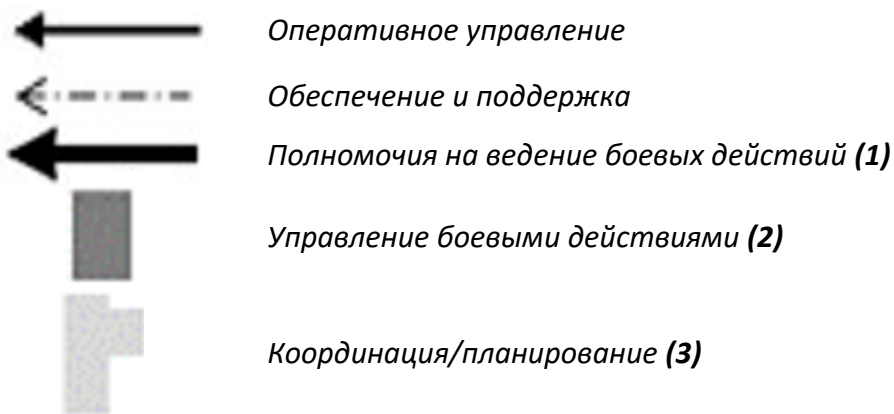 Оперативное управление
Обеспечение и поддержка
Полномочия на ведение боевых действий (1)
Управление боевыми действиями (2)
Координация/планирование (3)